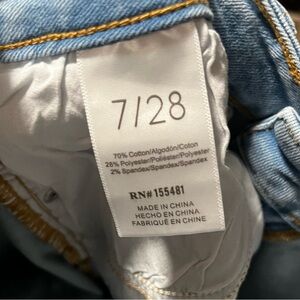 7/28
70% Cotton/Algodón/Coton
28% Polyester/Poliéster/Polyester
2% Spandex/Spandex/Spandex
RN# 155481
MADE IN CHINA
HECHO EN CHINA
FABRIQUÉ EN CHINE